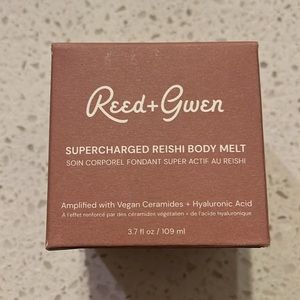 Reed+Gwen
SUPERCHARGED REISHI BODY MELT
SOIN CORPOREL FONDANT SUPER ACTIF AU REISHI
Amplified with Vegan Ceramides + Hyaluronic Acid
À l'effet renforcé par des céramides végétalien + de l'acide hyaluronique
3.7 fl oz / 109 ml